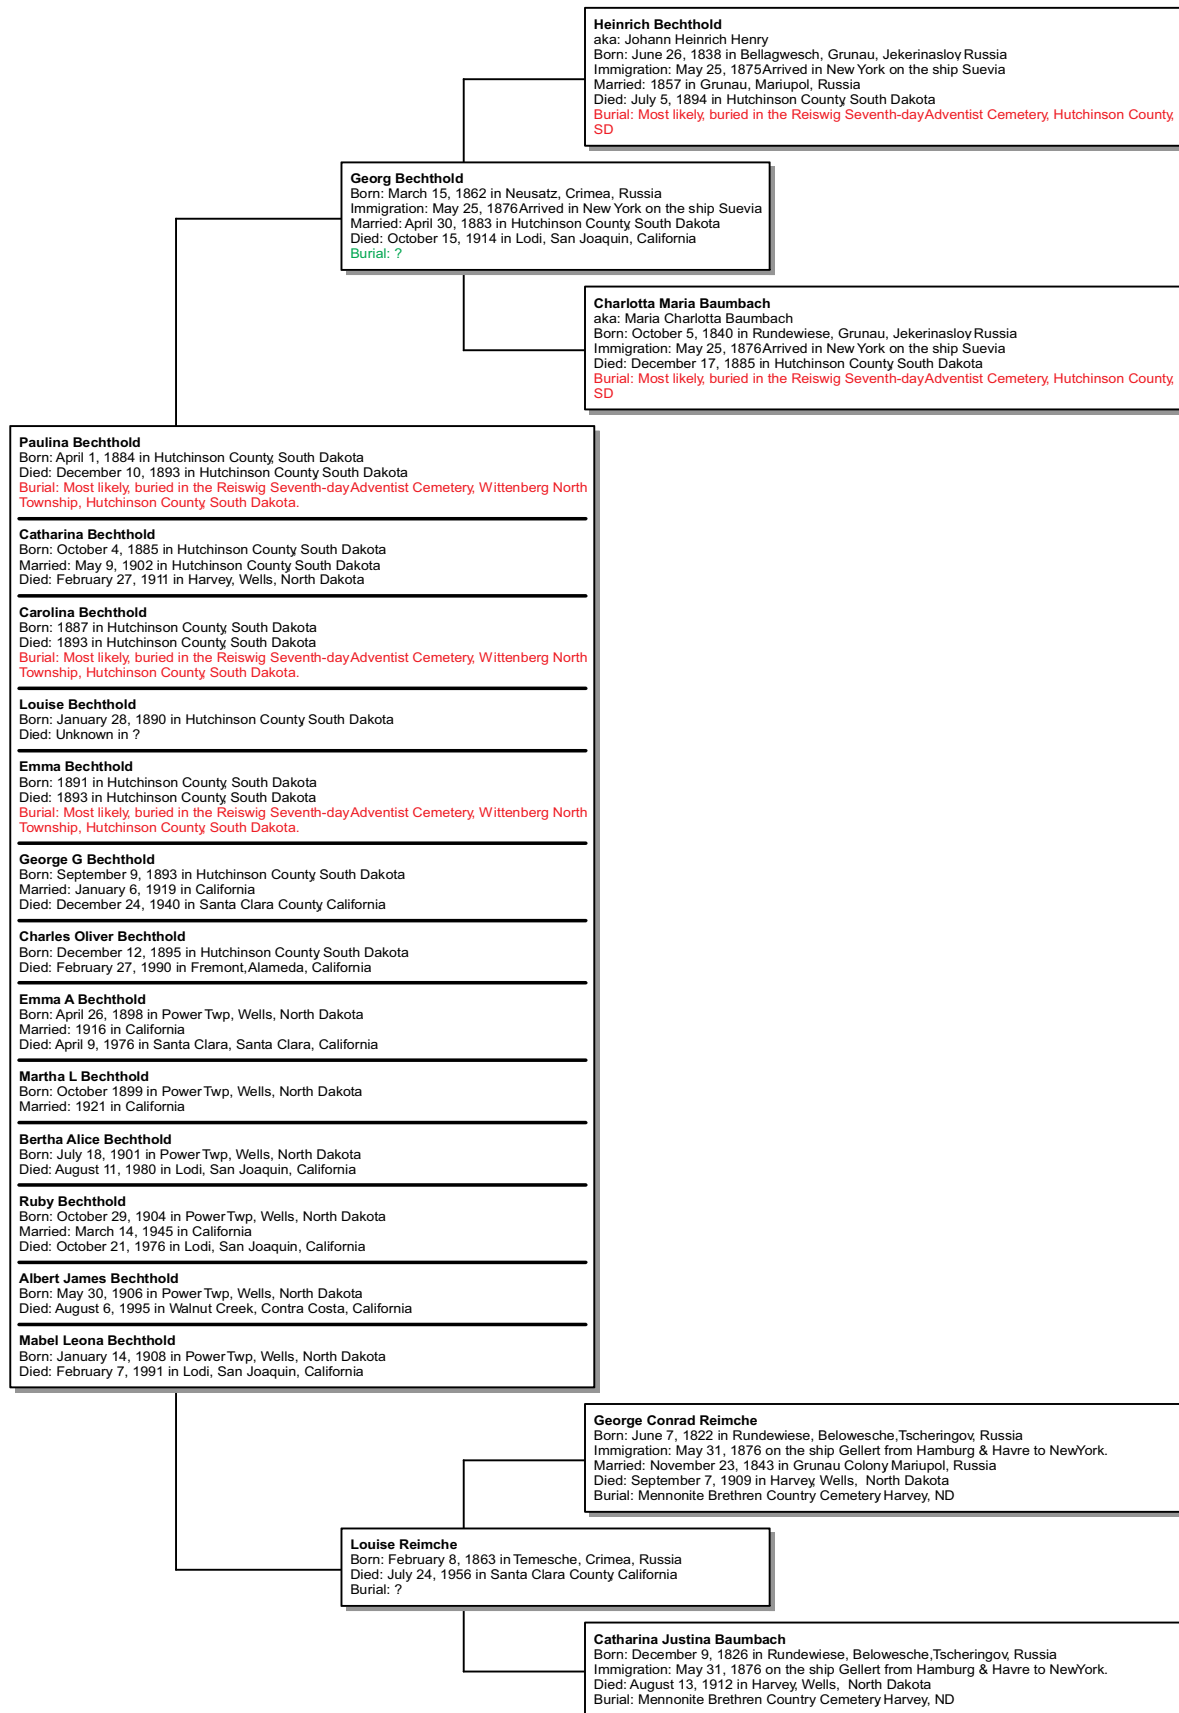 Heinrich Bechthold
aka: Johann Heinrich Henry
Born: June 26, 1838 in Bellagwesch, Grunau, Jekerinaslov, Russia
Immigration: May 25, 1875 Arrived in New York on the ship Suevia
Married: 1857 in Grunau, Mariupol, Russia
Died: July 5, 1894 in Hutchinson County, South Dakota
Burial: Most likely, buried in the Reiswig Seventh-day Adventist Cemetery, Hutchinson County,
SD
Georg Bechthold
Born: March 15, 1862 in Neusatz, Crimea, Russia
Immigration: May 25, 1876 Arrived in New York on the ship Suevia
Married: April 30, 1883 in Hutchinson County, South Dakota
Died: October 15, 1914 in Lodi, San Joaquin, California
Burial: ?
Charlotta Maria Baumbach
aka: Maria Charlotta Baumbach
Born: October 5, 1840 in Rundewiese, Grunau, Jekerinaslov, Russia
Immigration: May 25, 1876 Arrived in New York on the ship Suevia
Died: December 17, 1885 in Hutchinson County, South Dakota
Burial: Most likely, buried in the Reiswig Seventh-day Adventist Cemetery, Hutchinson County,
SD
Paulina Bechthold
Born: April 1, 1884 in Hutchinson County, South Dakota
Died: December 10, 1893 in Hutchinson County, South Dakota
Burial: Most likely, buried in the Reiswig Seventh-day Adventist Cemetery, Wittenberg North
Township, Hutchinson County, South Dakota.
Catharina Bechthold
Born: October 4, 1885 in Hutchinson County, South Dakota
Married: May 9, 1902 in Hutchinson County, South Dakota
Died: February 27, 1911 in Harvey, Wells, North Dakota
Carolina Bechthold
Born: 1887 in Hutchinson County, South Dakota
Died: 1893 in Hutchinson County, South Dakota
Burial: Most likely, buried in the Reiswig Seventh-day Adventist Cemetery, Wittenberg North
Township, Hutchinson County, South Dakota.
Louise Bechthold
Born: January 28, 1890 in Hutchinson County, South Dakota
Died: Unknown in ?
Emma Bechthold
Born: 1891 in Hutchinson County, South Dakota
Died: 1893 in Hutchinson County, South Dakota
Burial: Most likely, buried in the Reiswig Seventh-day Adventist Cemetery, Wittenberg North
Township, Hutchinson County, South Dakota.
George G Bechthold
Born: September 9, 1893 in Hutchinson County, South Dakota
Married: January 6, 1919 in California
Died: December 24, 1940 in Santa Clara County, California
Charles Oliver Bechthold
Born: December 12, 1895 in Hutchinson County, South Dakota
Died: February 27, 1990 in Fremont, Alameda, California
Emma A Bechthold
Born: April 26, 1898 in Power Twp, Wells, North Dakota
Married: 1916 in California
Died: April 9, 1976 in Santa Clara, Santa Clara, California
Martha L Bechthold
Born: October 1899 in Power Twp, Wells, North Dakota
Married: 1921 in California
Bertha Alice Bechthold
Born: July 18, 1901 in Power Twp, Wells, North Dakota
Died: August 11, 1980 in Lodi, San Joaquin, California
Ruby Bechthold
Born: October 29, 1904 in Power Twp, Wells, North Dakota
Married: March 14, 1945 in California
Died: October 21, 1976 in Lodi, San Joaquin, California
Albert James Bechthold
Born: May 30, 1906 in Power Twp, Wells, North Dakota
Died: August 6, 1995 in Walnut Creek, Contra Costa, California
Mabel Leona Bechthold
Born: January 14, 1908 in Power Twp, Wells, North Dakota
Died: February 7, 1991 in Lodi, San Joaquin, California
George Conrad Reimche
Born: June 7, 1822 in Rundewiese, Belowesche, Tscheringov, Russia
Immigration: May 31, 1876 on the ship Gellert from Hamburg & Havre to New York.
Married: November 23, 1843 in Grunau Colony, Mariupol, Russia
Died: September 7, 1909 in Harvey, Wells, North Dakota
Burial: Mennonite Brethren Country Cemetery, Harvey, ND
Louise Reimche
Born: February 8, 1863 in Temesche, Crimea, Russia
Died: July 24, 1956 in Santa Clara County, California
Burial: ?
Catharina Justina Baumbach
Born: December 9, 1826 in Rundewiese, Belowesche, Tscheringov, Russia
Immigration: May 31, 1876 on the ship Gellert from Hamburg & Havre to New York.
Died: August 13, 1912 in Harvey, Wells, North Dakota
Burial: Mennonite Brethren Country Cemetery, Harvey, ND